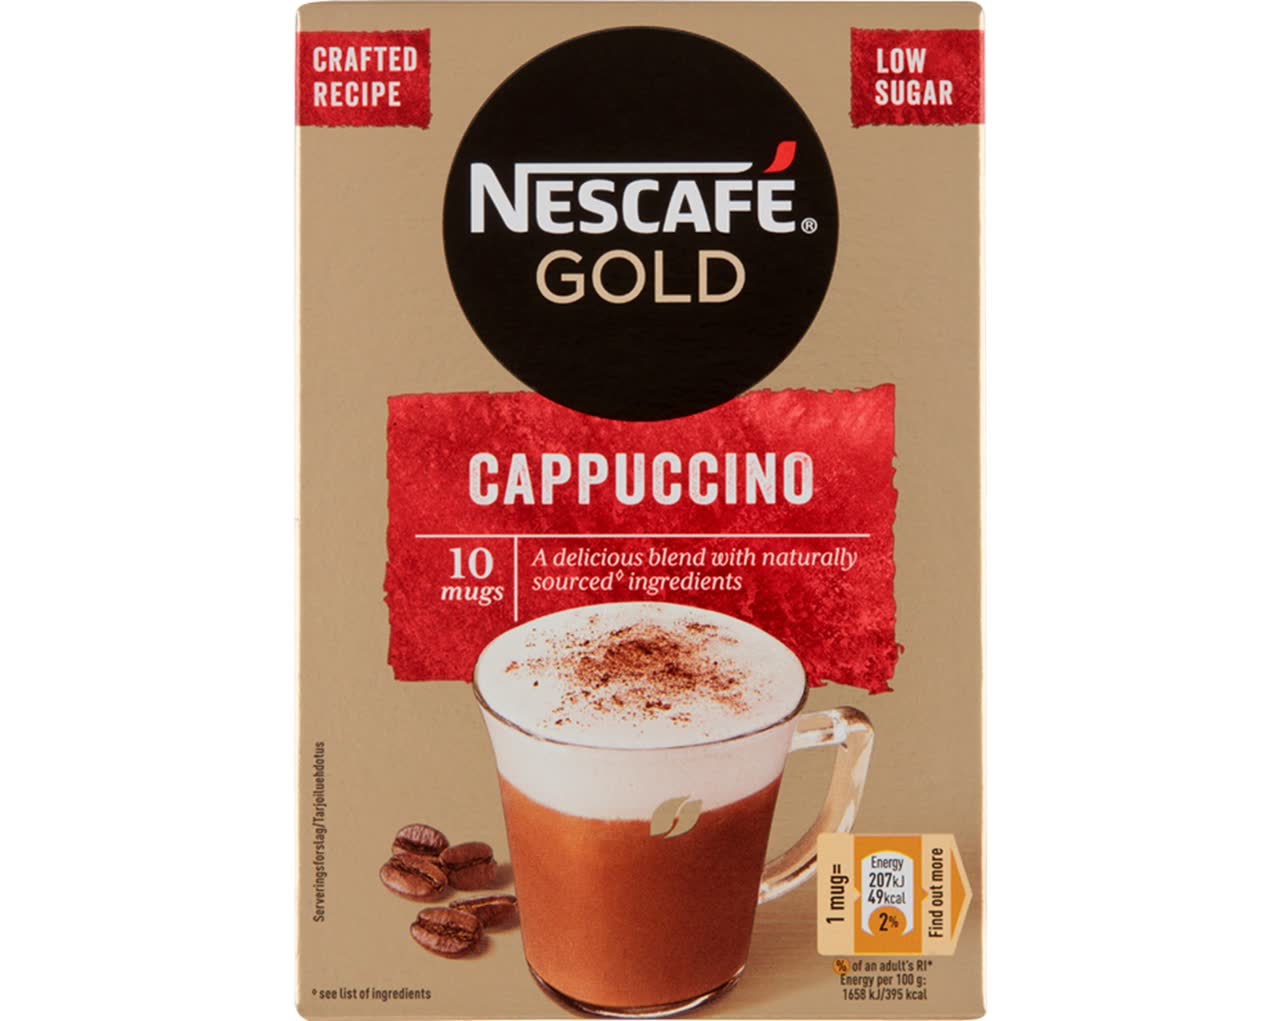 CRAFTED
RECIPE
LOW
SUGAR
NESCAFÉ®
GOLD
CAPPUCCINO
10
mugs
A delicious blend with naturally
sourced◊ ingredients
Serveringsforslag/Tarjoiluehdotus
◊ see list of ingredients
1 mug=
Energy
207kJ
49kcal
2%
Find out more
% of an adult's RI*
Energy per 100 g:
1658 kJ/395 kcal